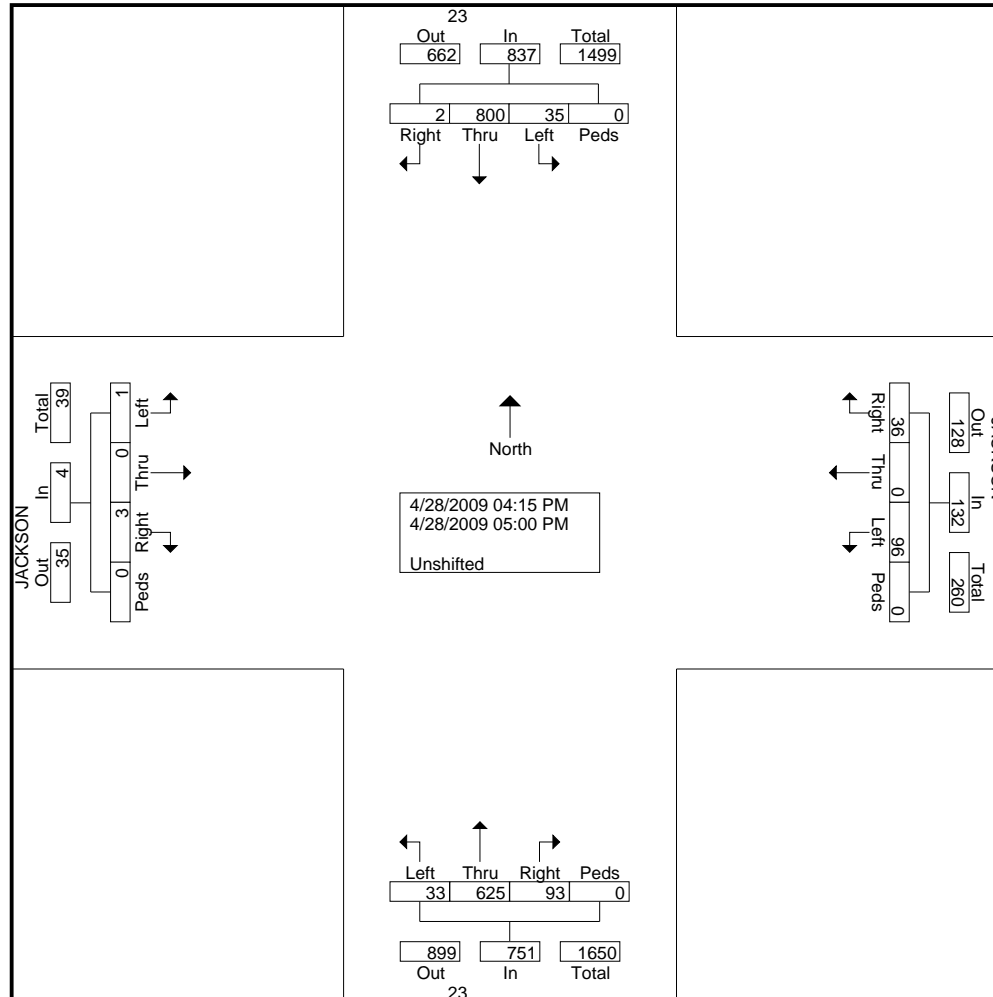 23
Out In Total
662 837 1499
2 800 35 0
Right Thru Left Peds
Total In Out
39 4 35
JACKSON
1 0 3 0
Left Thru Right Peds
North
4/28/2009 04:15 PM
4/28/2009 05:00 PM
Unshifted
Right Thru Left Peds
36 0 96 0
Out In Total
128 132 260
Left Thru Right Peds
33 625 93 0
899 751 1650
Out In Total
23